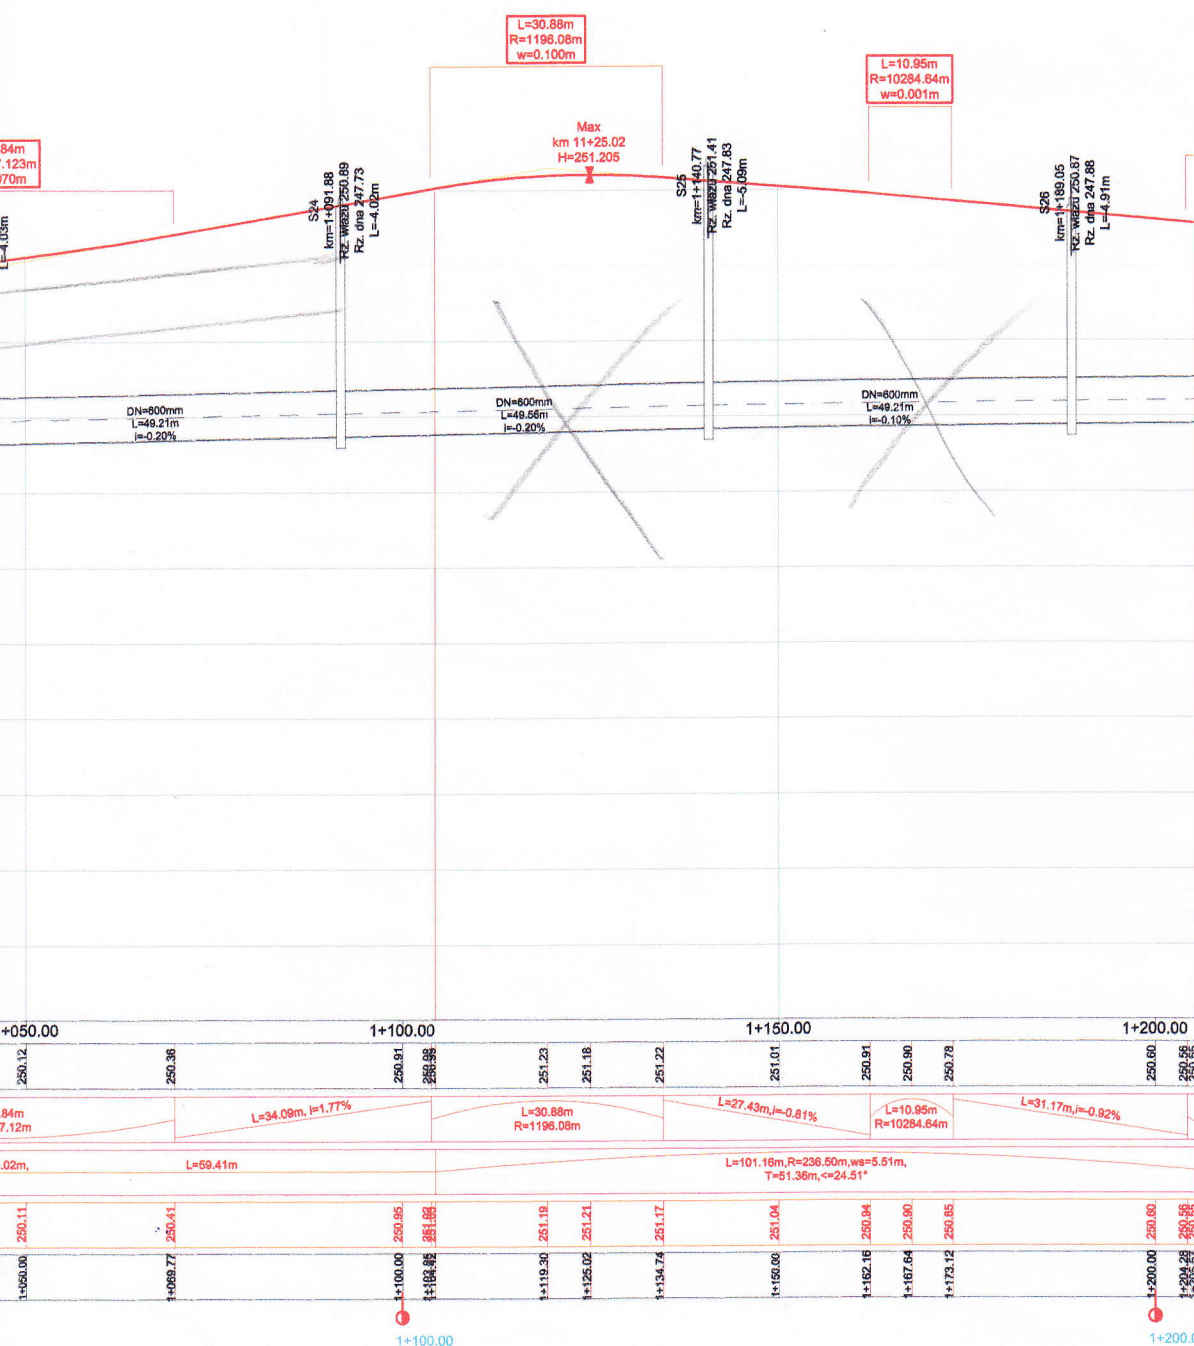 L=30.88m
R=1196.08m
w=0.100m
L=10.95m
R=10284.64m
w=0.001m
84m
7.123m
070m
Max
km 11+25.02
H=251.205
L=-4.03m
S24
km=1+091.88
Rz. włazu 250.89
Rz. dna 247.73
L=-4.02m
S25
km=1+140.77
Rz. włazu 251.41
Rz. dna 247.83
L=-5.09m
S26
km=1+189.05
Rz. włazu 250.87
Rz. dna 247.88
L=-4.91m
DN=600mm
L=49.21m
i=-0.20%
DN=600mm
L=49.56m
i=-0.20%
DN=600mm
L=49.21m
i=-0.10%
+050.00
1+100.00
1+150.00
1+200.00
250.12
250.36
250.91
251.23
251.18
251.22
251.01
250.91
250.90
250.78
250.60
.84m
7.12m
L=34.09m, i=1.77%
L=30.88m
R=1196.08m
L=27.43m,i=-0.81%
L=10.95m
R=10284.64m
L=31.17m,i=-0.92%
.02m,
L=59.41m
L=101.16m,R=236.50m,ws=5.51m,
T=51.36m,<=24.51°
250.11
250.41
250.95
251.19
251.21
251.17
251.04
250.94
250.90
250.85
250.60
1+050.00
1+069.77
1+100.00
1+119.30
1+125.02
1+134.74
1+150.00
1+162.16
1+167.64
1+173.12
1+200.00
1+204.28
1+100.00
1+200.0